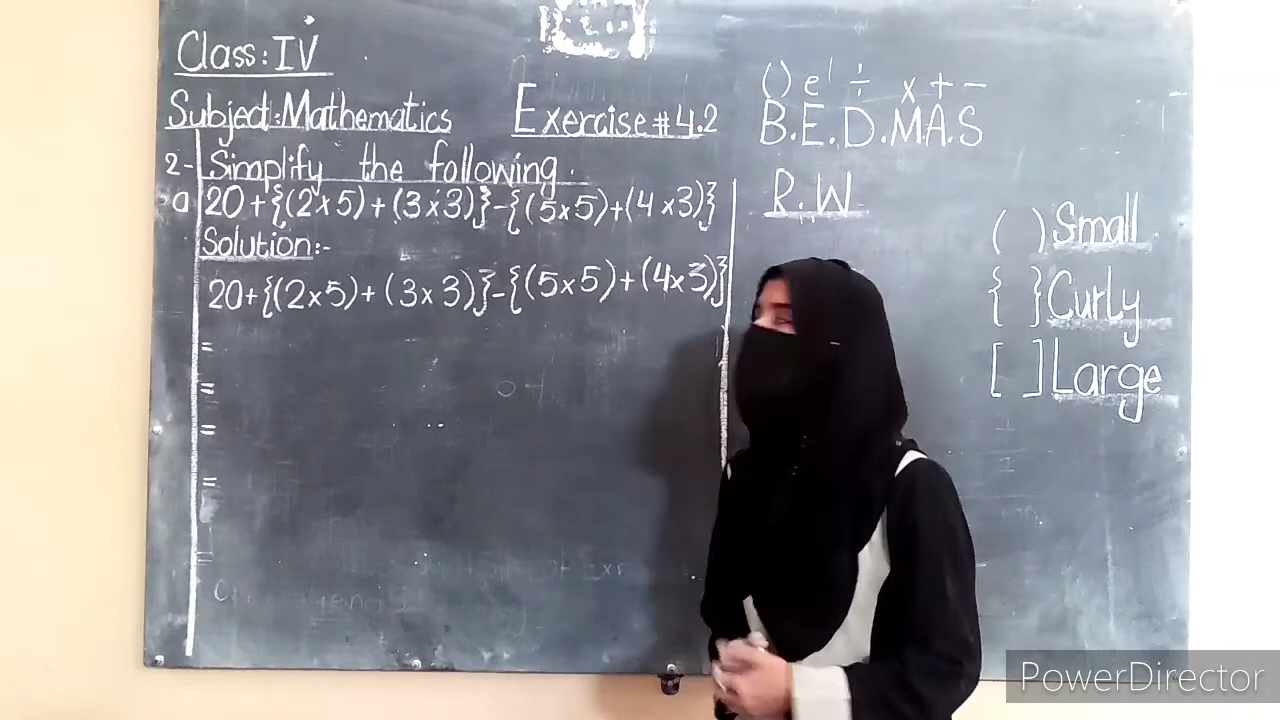 Class: IV
Subject: Mathematics
Exercise # 4.2
2- Simplify the following.
a 20+{(2×5)+(3×3)}-{(5×5)+(4×3)}
Solution:-
20+{(2×5)+(3×3)}-{(5×5)+(4×3)}
=
=
=
=
=
() e' ÷ × + -
B.E.D.M.A.S
R.W
( ) Small
{ } Curly
[ ] Large
PowerDirector